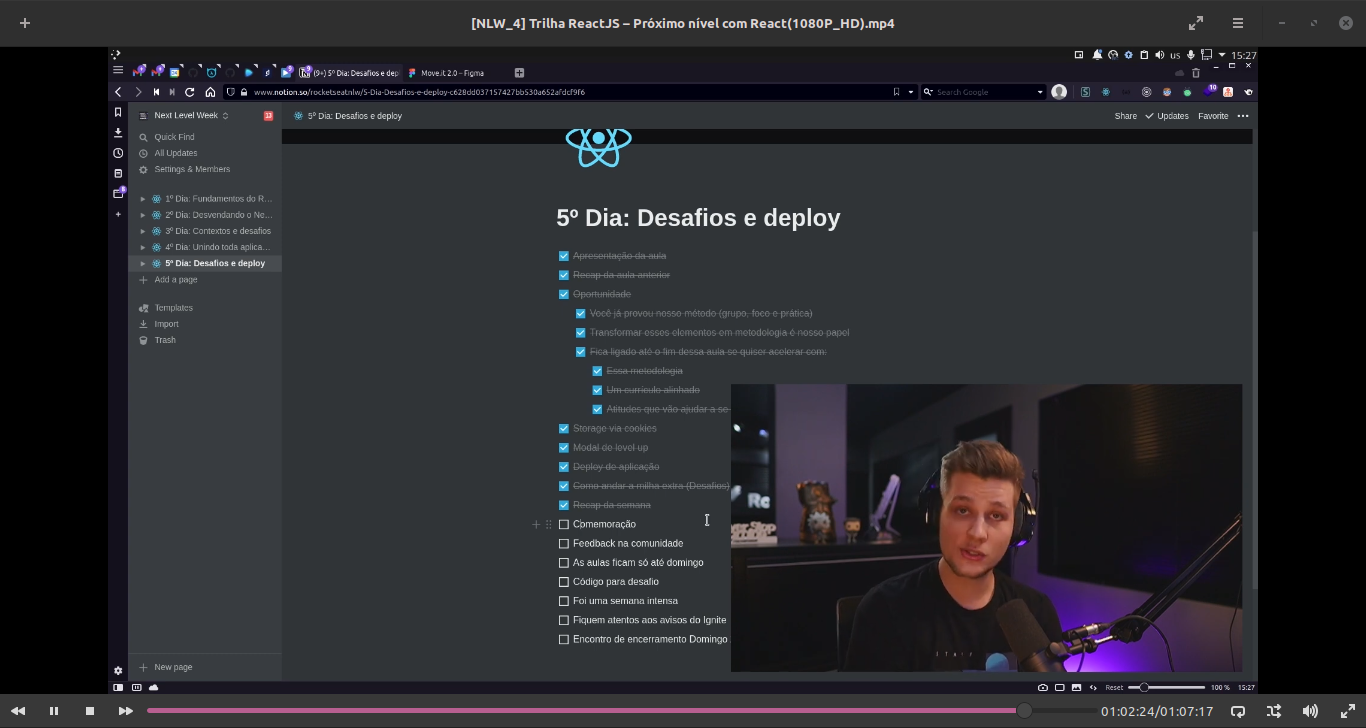 [NLW_4] Trilha ReactJS – Próximo nível com React(1080P_HD).mp4
us 15:27
(9+) 5º Dia: Desafios e dep
Move.it 2.0 – Figma
www.notion.so/rocketseatnlw/5-Dia-Desafios-e-deploy-c628dd037157427bb530a652afdcf9f6
Search Google
10
Next Level Week
13
5º Dia: Desafios e deploy
Share Updates Favorite
Quick Find
All Updates
Settings & Members
1º Dia: Fundamentos do R...
2º Dia: Desvendando o Ne...
3º Dia: Contextos e desafios
4º Dia: Unindo toda aplica...
5º Dia: Desafios e deploy
Add a page
Templates
Import
Trash
New page
5º Dia: Desafios e deploy
Apresentação da aula
Recap da aula anterior
Oportunidade
Você já provou nosso método (grupo, foco e prática)
Transformar esses elementos em metodologia é nosso papel
Fica ligado até o fim dessa aula se quiser acelerar com:
Essa metodologia
Um currículo alinhado
Atitudes que vão ajudar a se
Storage via cookies
Modal de level up
Deploy de aplicação
Como andar a milha extra (Desafios)
Recap da semana
Comemoração
Feedback na comunidade
As aulas ficam só até domingo
Código para desafio
Foi uma semana intensa
Fiquem atentos aos avisos do Ignite
Encontro de encerramento Domingo
Reset 100 % 15:27
01:02:24/01:07:17